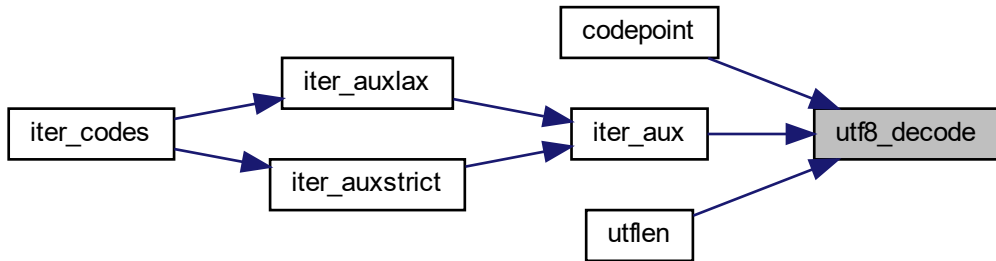 codepoint
iter_auxlax
iter_codes
iter_aux
utf8_decode
iter_auxstrict
utflen